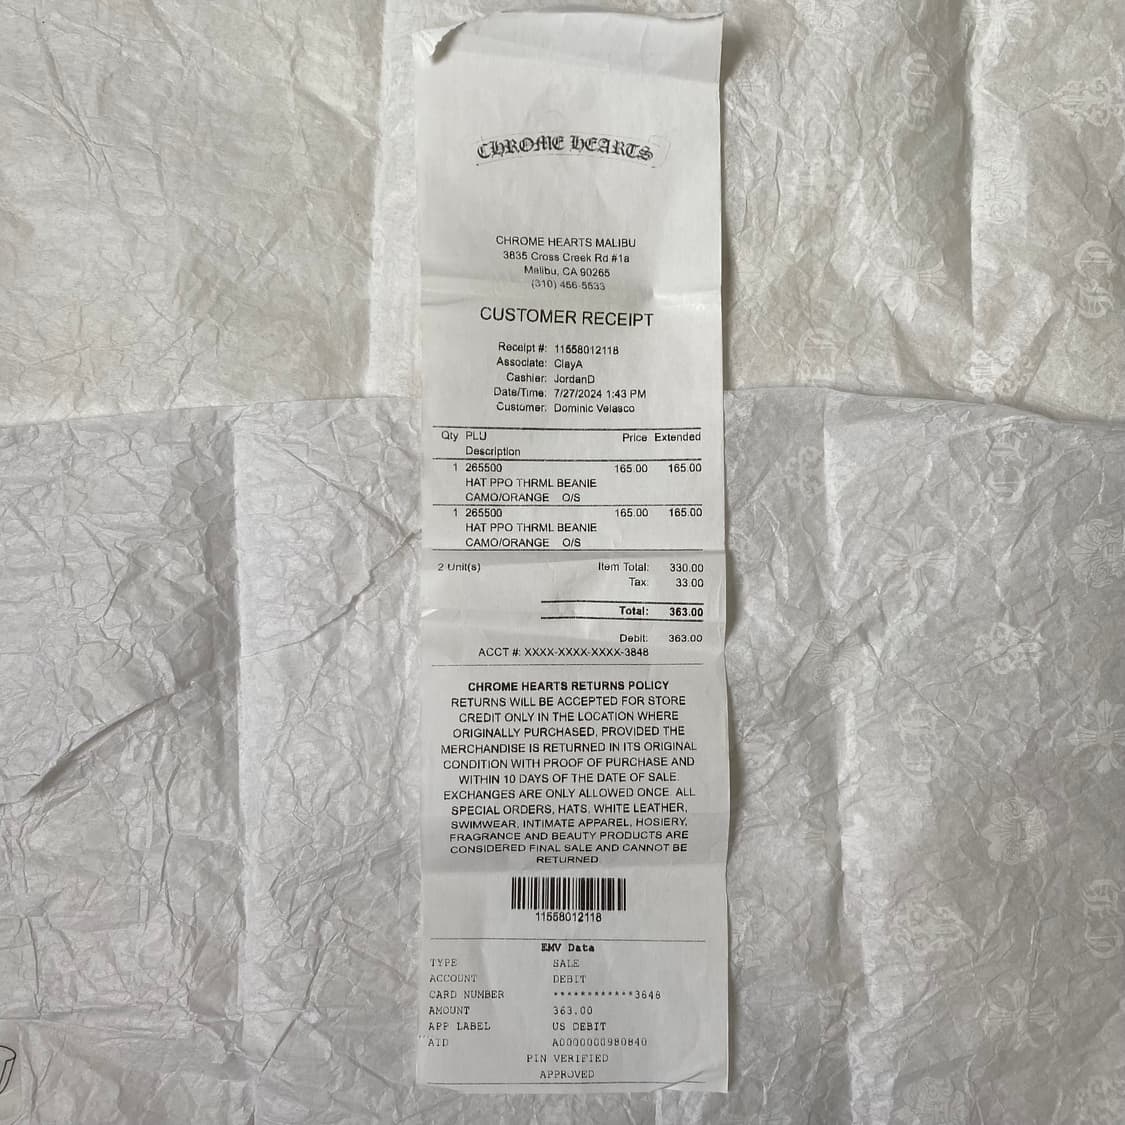 CHROME HEARTS
CHROME HEARTS MALIBU
3835 Cross Creek Rd #1a
Malibu, CA 90265
(310) 456-5533
CUSTOMER RECEIPT
Receipt #: 11558012118
Associate: ClayA
Cashier: JordanD
Date/Time: 7/27/2024 1:43 PM
Customer: Dominic Velasco
Qty PLU Price Extended
Description
1 265500 165.00 165.00
HAT PPO THRML BEANIE
CAMO/ORANGE O/S
1 265500 165.00 165.00
HAT PPO THRML BEANIE
CAMO/ORANGE O/S
2 Unit(s) Item Total: 330.00
Tax: 33.00
Total: 363.00
Debit: 363.00
ACCT #: XXXX-XXXX-XXXX-3848
CHROME HEARTS RETURNS POLICY
RETURNS WILL BE ACCEPTED FOR STORE
CREDIT ONLY IN THE LOCATION WHERE
ORIGINALLY PURCHASED, PROVIDED THE
MERCHANDISE IS RETURNED IN ITS ORIGINAL
CONDITION WITH PROOF OF PURCHASE AND
WITHIN 10 DAYS OF THE DATE OF SALE.
EXCHANGES ARE ONLY ALLOWED ONCE. ALL
SPECIAL ORDERS, HATS, WHITE LEATHER,
SWIMWEAR, INTIMATE APPAREL, HOSIERY,
FRAGRANCE AND BEAUTY PRODUCTS ARE
CONSIDERED FINAL SALE AND CANNOT BE
RETURNED
11558012118
EMV Data
TYPE SALE
ACCOUNT DEBIT
CARD NUMBER ************3848
AMOUNT 363.00
APP LABEL US DEBIT
AID A0000000980840
PIN VERIFIED
APPROVED